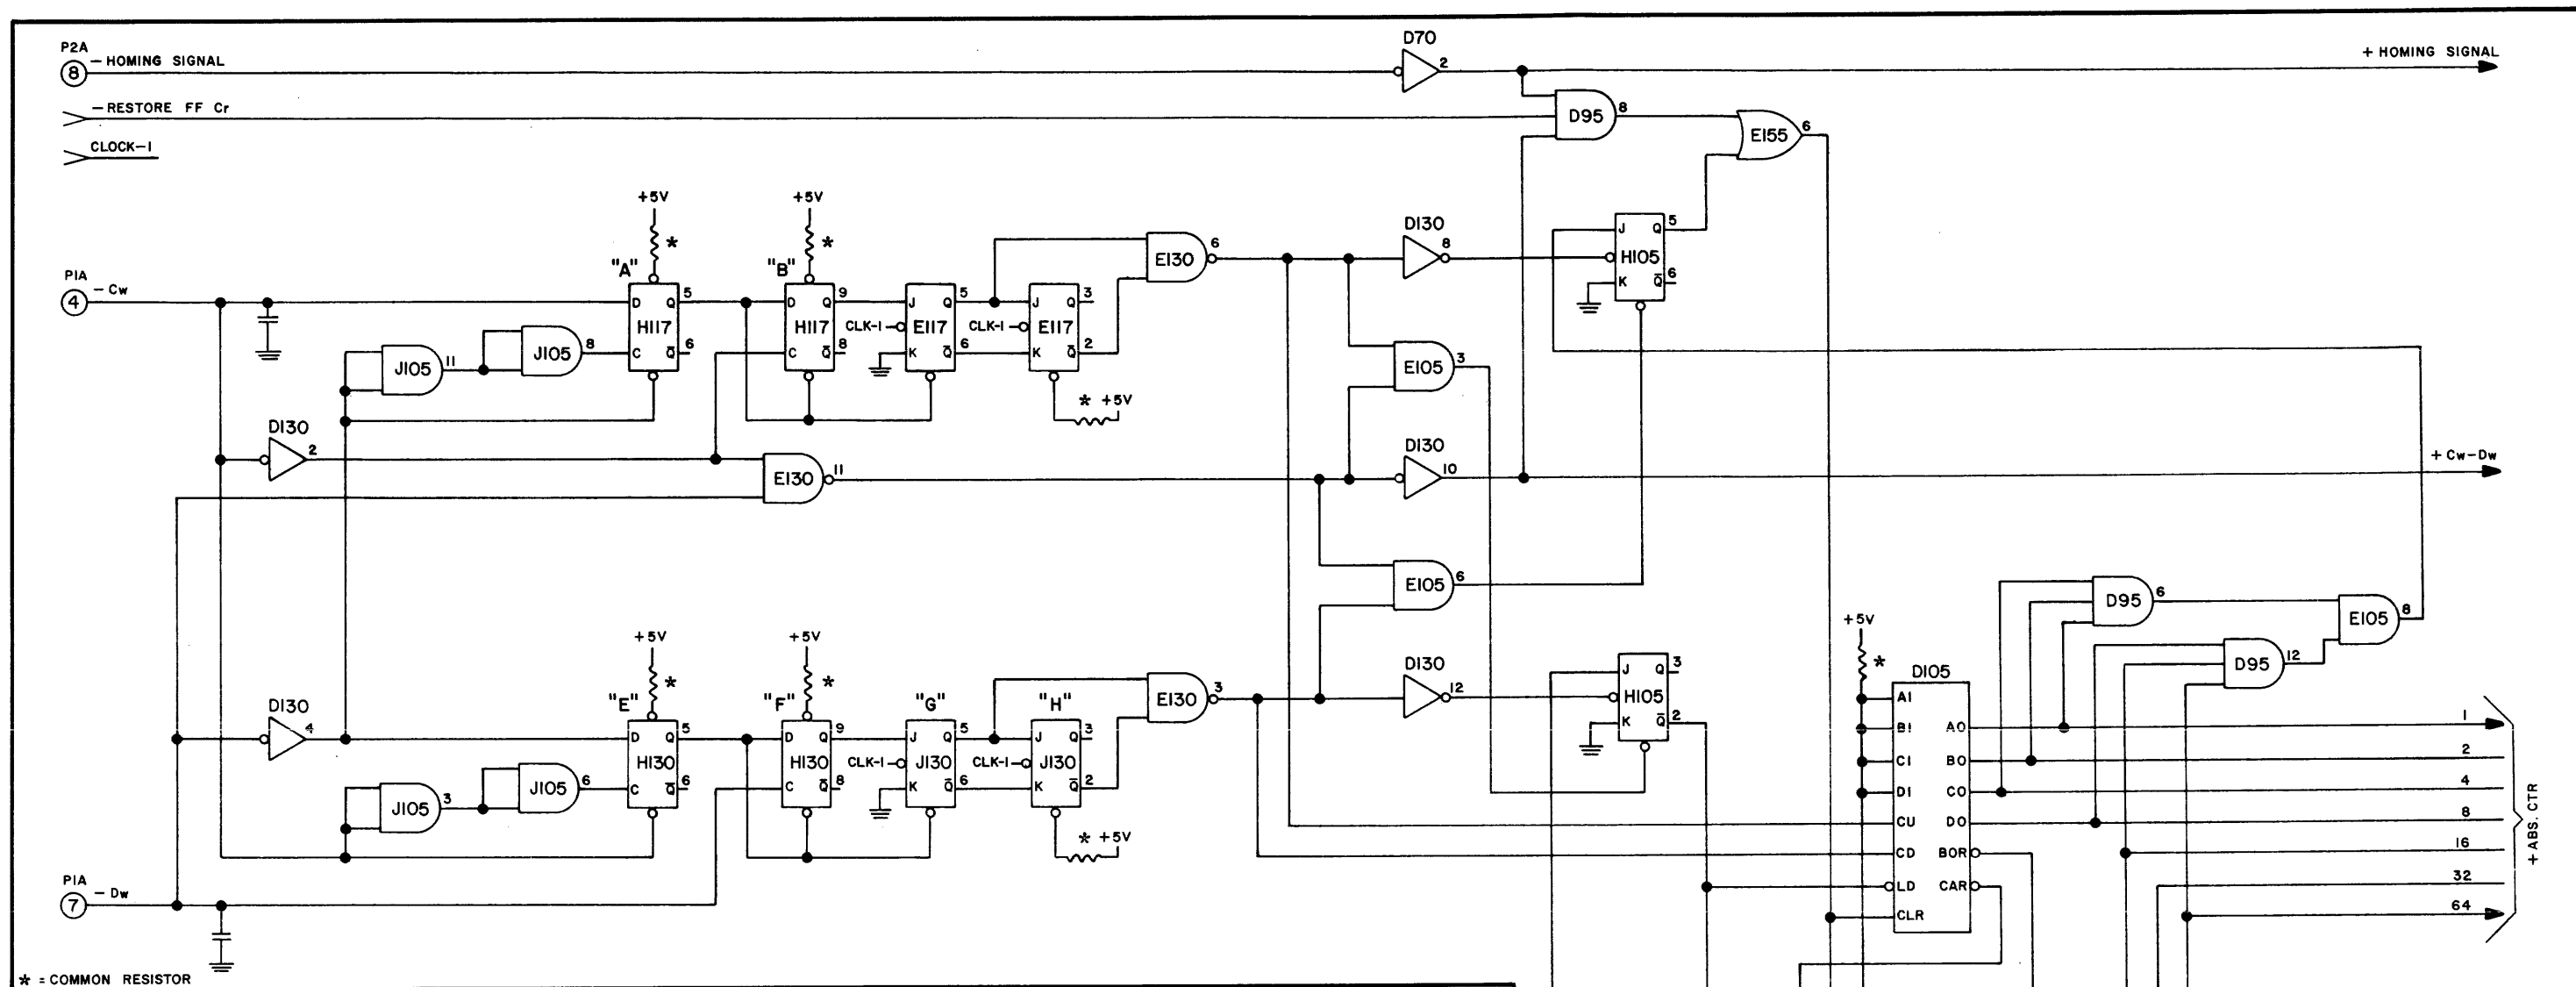 P2A
8
— HOMING SIGNAL
D70
2
+ HOMING SIGNAL
— RESTORE FF Cr
D95
8
E155
6
CLOCK-1
+5V
*
+5V
*
"A"
"B"
P1A
4
— Cw
D Q 5
H117
C Q̄ 6
D Q 9
H117
C Q̄ 8
J Q 5
CLK-1
E117
K Q̄ 6
J Q 3
CLK-1
E117
K Q̄ 2
* +5V
E130
6
D130
8
J Q 5
H105
K Q̄ 6
J105
11
J105
8
E105
3
D130
2
E130
11
D130
10
+ Cw-Dw
E105
6
D95
6
E105
8
D95
12
+5V
*
+5V
*
"E"
"F"
"G"
"H"
D130
4
D Q 5
H130
C Q̄ 6
D Q 9
H130
C Q̄ 8
J Q 5
CLK-1
J130
K Q̄ 6
J Q 3
CLK-1
J130
K Q̄ 2
* +5V
E130
3
D130
12
J Q 3
H105
K Q̄ 2
J105
3
J105
6
+5V
*
D105
A1
B1 AO
C1 BO
D1 CO
CU DO
CD BOR
LD CAR
CLR
1
2
4
8
16
32
64
+ ABS. CTR
P1A
7
— Dw
* = COMMON RESISTOR